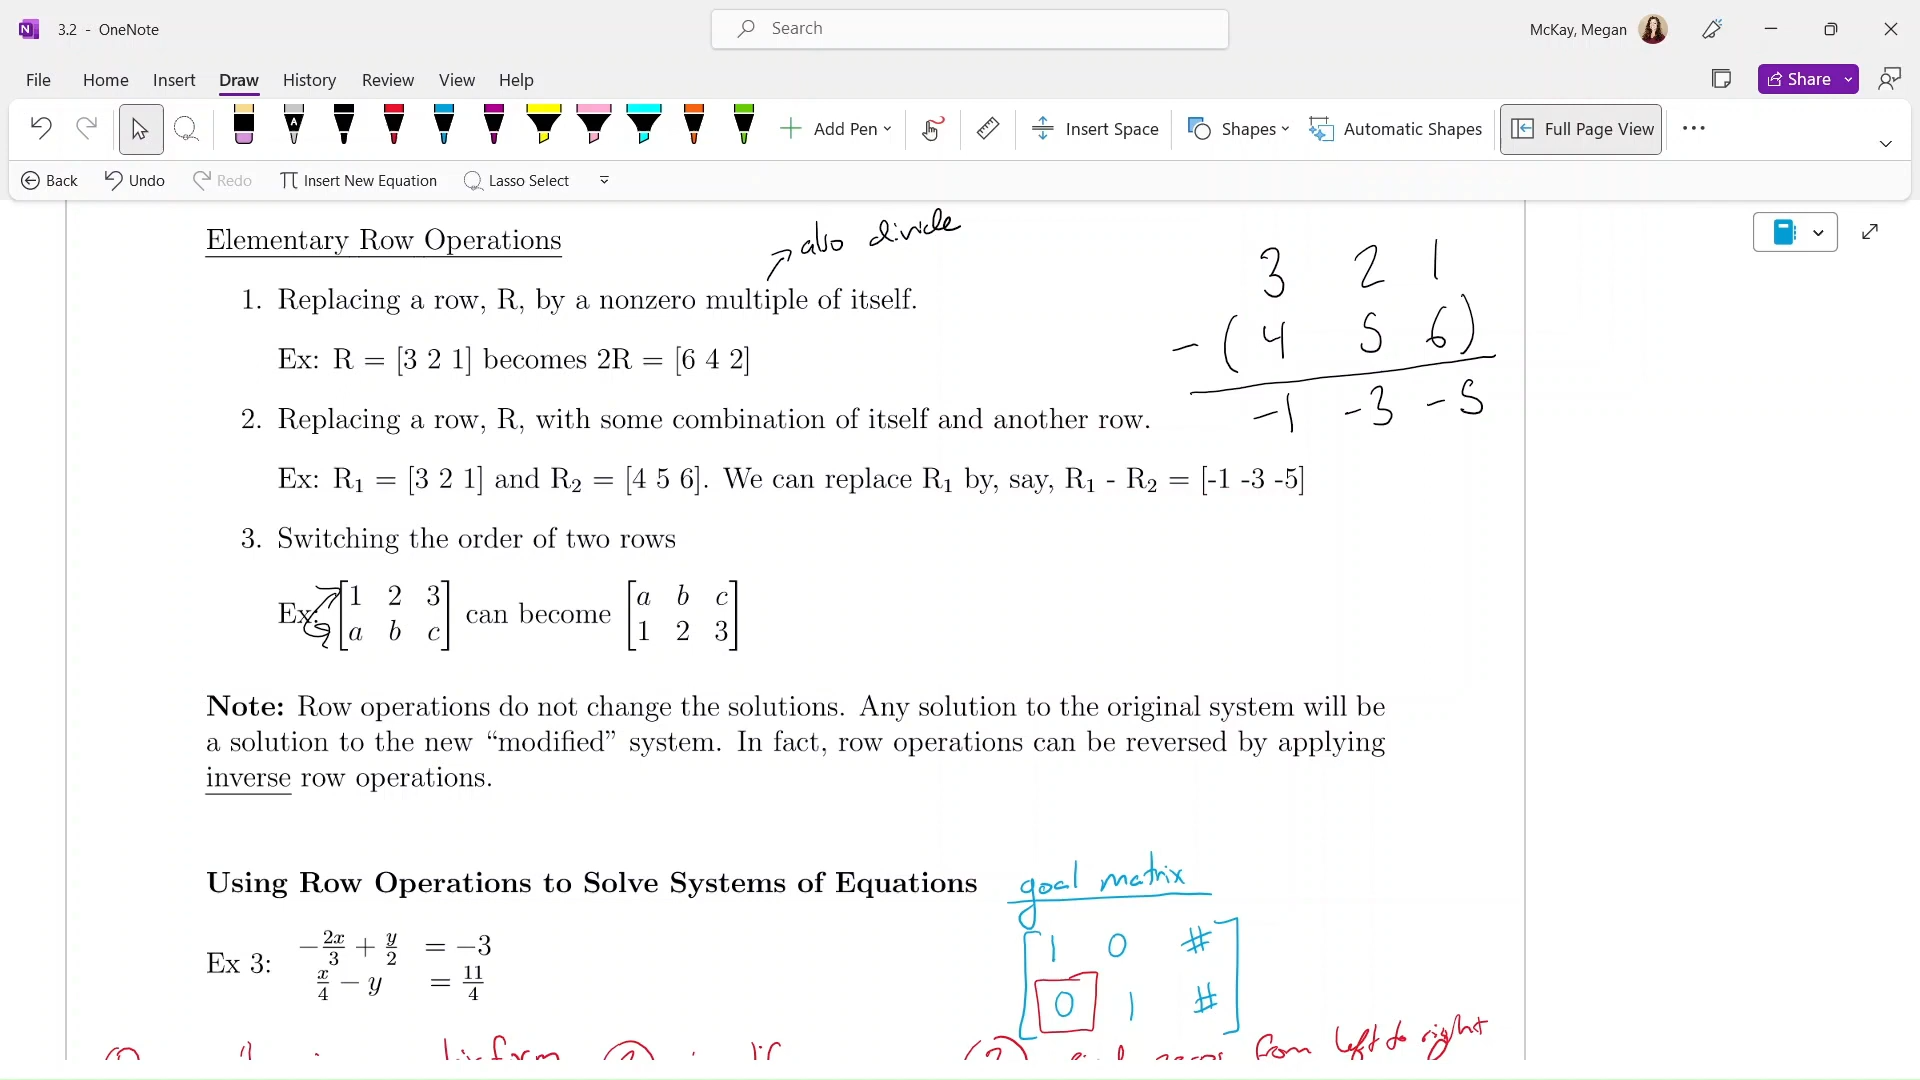 3.2 - OneNote
Search
McKay, Megan
File Home Insert Draw History Review View Help
Share
A
Add Pen
Insert Space
Shapes
Automatic Shapes
Full Page View
Back Undo Redo Insert New Equation Lasso Select
also divide
Elementary Row Operations
3 2 1
1. Replacing a row, R, by a nonzero multiple of itself.
- ( 4 5 6 )
Ex: R = [3 2 1] becomes 2R = [6 4 2]
-1 -3 -5
2. Replacing a row, R, with some combination of itself and another row.
Ex: R₁ = [3 2 1] and R₂ = [4 5 6]. We can replace R₁ by, say, R₁ - R₂ = [-1 -3 -5]
3. Switching the order of two rows
Ex: [1 2 3; a b c] can become [a b c; 1 2 3]
Note: Row operations do not change the solutions. Any solution to the original system will be
a solution to the new “modified” system. In fact, row operations can be reversed by applying
inverse row operations.
Using Row Operations to Solve Systems of Equations
goal matrix
Ex 3:
-2x/3 + y/2 = -3
x/4 - y = 11/4
1 0 #
0 1 #
from left to right